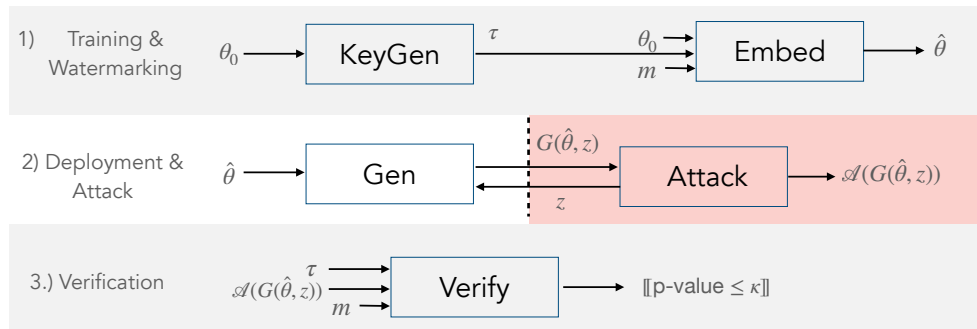 1) Training &
Watermarking
θ₀
KeyGen
τ
θ₀
m
Embed
θ̂
2) Deployment &
Attack
θ̂
Gen
G(θ̂, z)
z
Attack
𝒜(G(θ̂, z))
3.) Verification
τ
𝒜(G(θ̂, z))
m
Verify
⟦p-value ≤ κ⟧